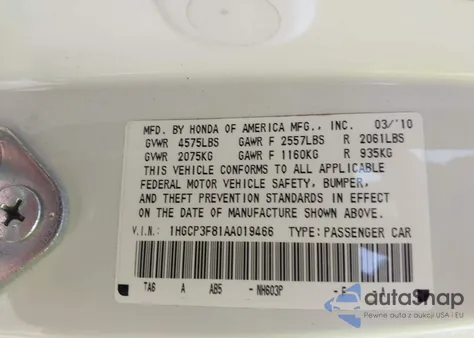 MFD. BY HONDA OF AMERICA MFG., INC. 03/'10
GVWR 4575LBS GAWR F 2557LBS R 2061LBS
GVWR 2075KG GAWR F 1160KG R 935KG
THIS VEHICLE CONFORMS TO ALL APPLICABLE
FEDERAL MOTOR VEHICLE SAFETY, BUMPER,
AND THEFT PREVENTION STANDARDS IN EFFECT
ON THE DATE OF MANUFACTURE SHOWN ABOVE.
V.I.N.: 1HGCP3F81AA019466 TYPE: PASSENGER CAR
TA6 A AB5 - NH603P - E
autaSnap
Pewne auta z aukcji USA i EU